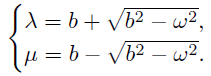 λ = b + √(b² − ω²),
μ = b − √(b² − ω²).